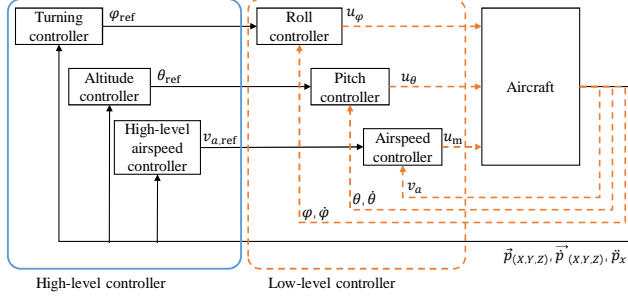 Turning
controller
φref
Roll
controller
uφ
Altitude
controller
θref
Pitch
controller
uθ
Aircraft
High-level
airspeed
controller
va,ref
Airspeed
controller
um
va
θ, θ̇
φ, φ̇
p⃗(X,Y,Z), p⃗̇(X,Y,Z), p̈x
High-level controller
Low-level controller